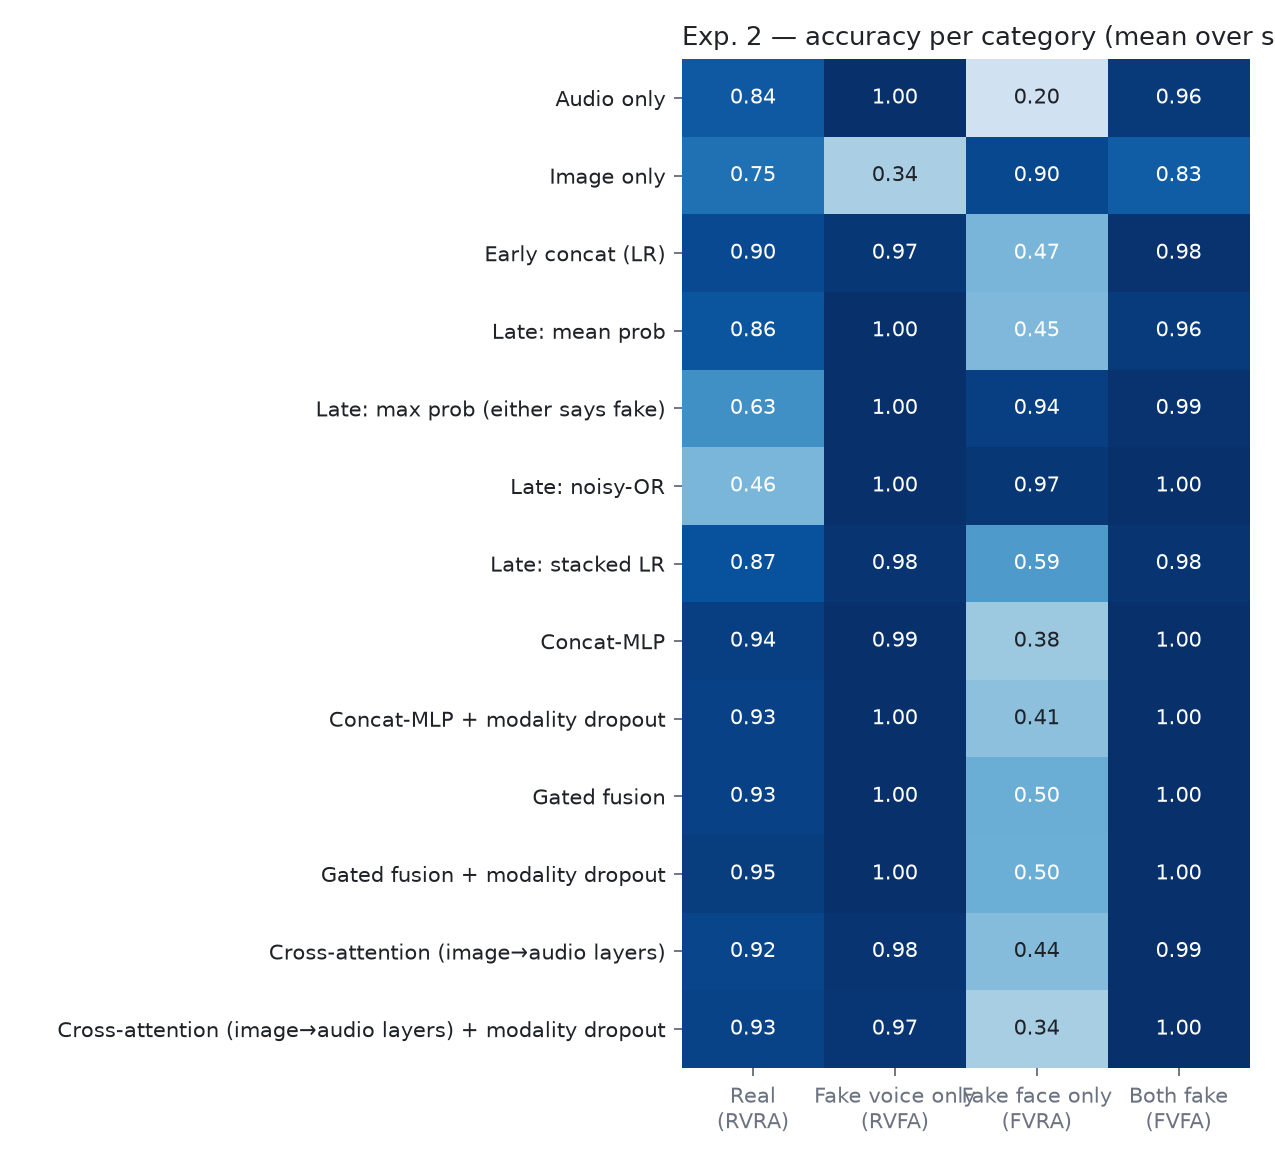 Exp. 2 — accuracy per category (mean over s
Audio only 0.84 1.00 0.20 0.96
Image only 0.75 0.34 0.90 0.83
Early concat (LR) 0.90 0.97 0.47 0.98
Late: mean prob 0.86 1.00 0.45 0.96
Late: max prob (either says fake) 0.63 1.00 0.94 0.99
Late: noisy-OR 0.46 1.00 0.97 1.00
Late: stacked LR 0.87 0.98 0.59 0.98
Concat-MLP 0.94 0.99 0.38 1.00
Concat-MLP + modality dropout 0.93 1.00 0.41 1.00
Gated fusion 0.93 1.00 0.50 1.00
Gated fusion + modality dropout 0.95 1.00 0.50 1.00
Cross-attention (image→audio layers) 0.92 0.98 0.44 0.99
Cross-attention (image→audio layers) + modality dropout 0.93 0.97 0.34 1.00
Real Fake voice only Fake face only Both fake
(RVRA) (RVFA) (FVRA) (FVFA)